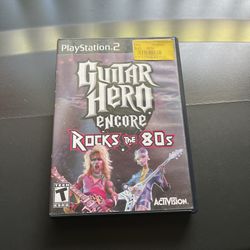 PlayStation 2
GUITAR
HERO
ENCORE
ROCKS THE 80s
T
ACTIVISION